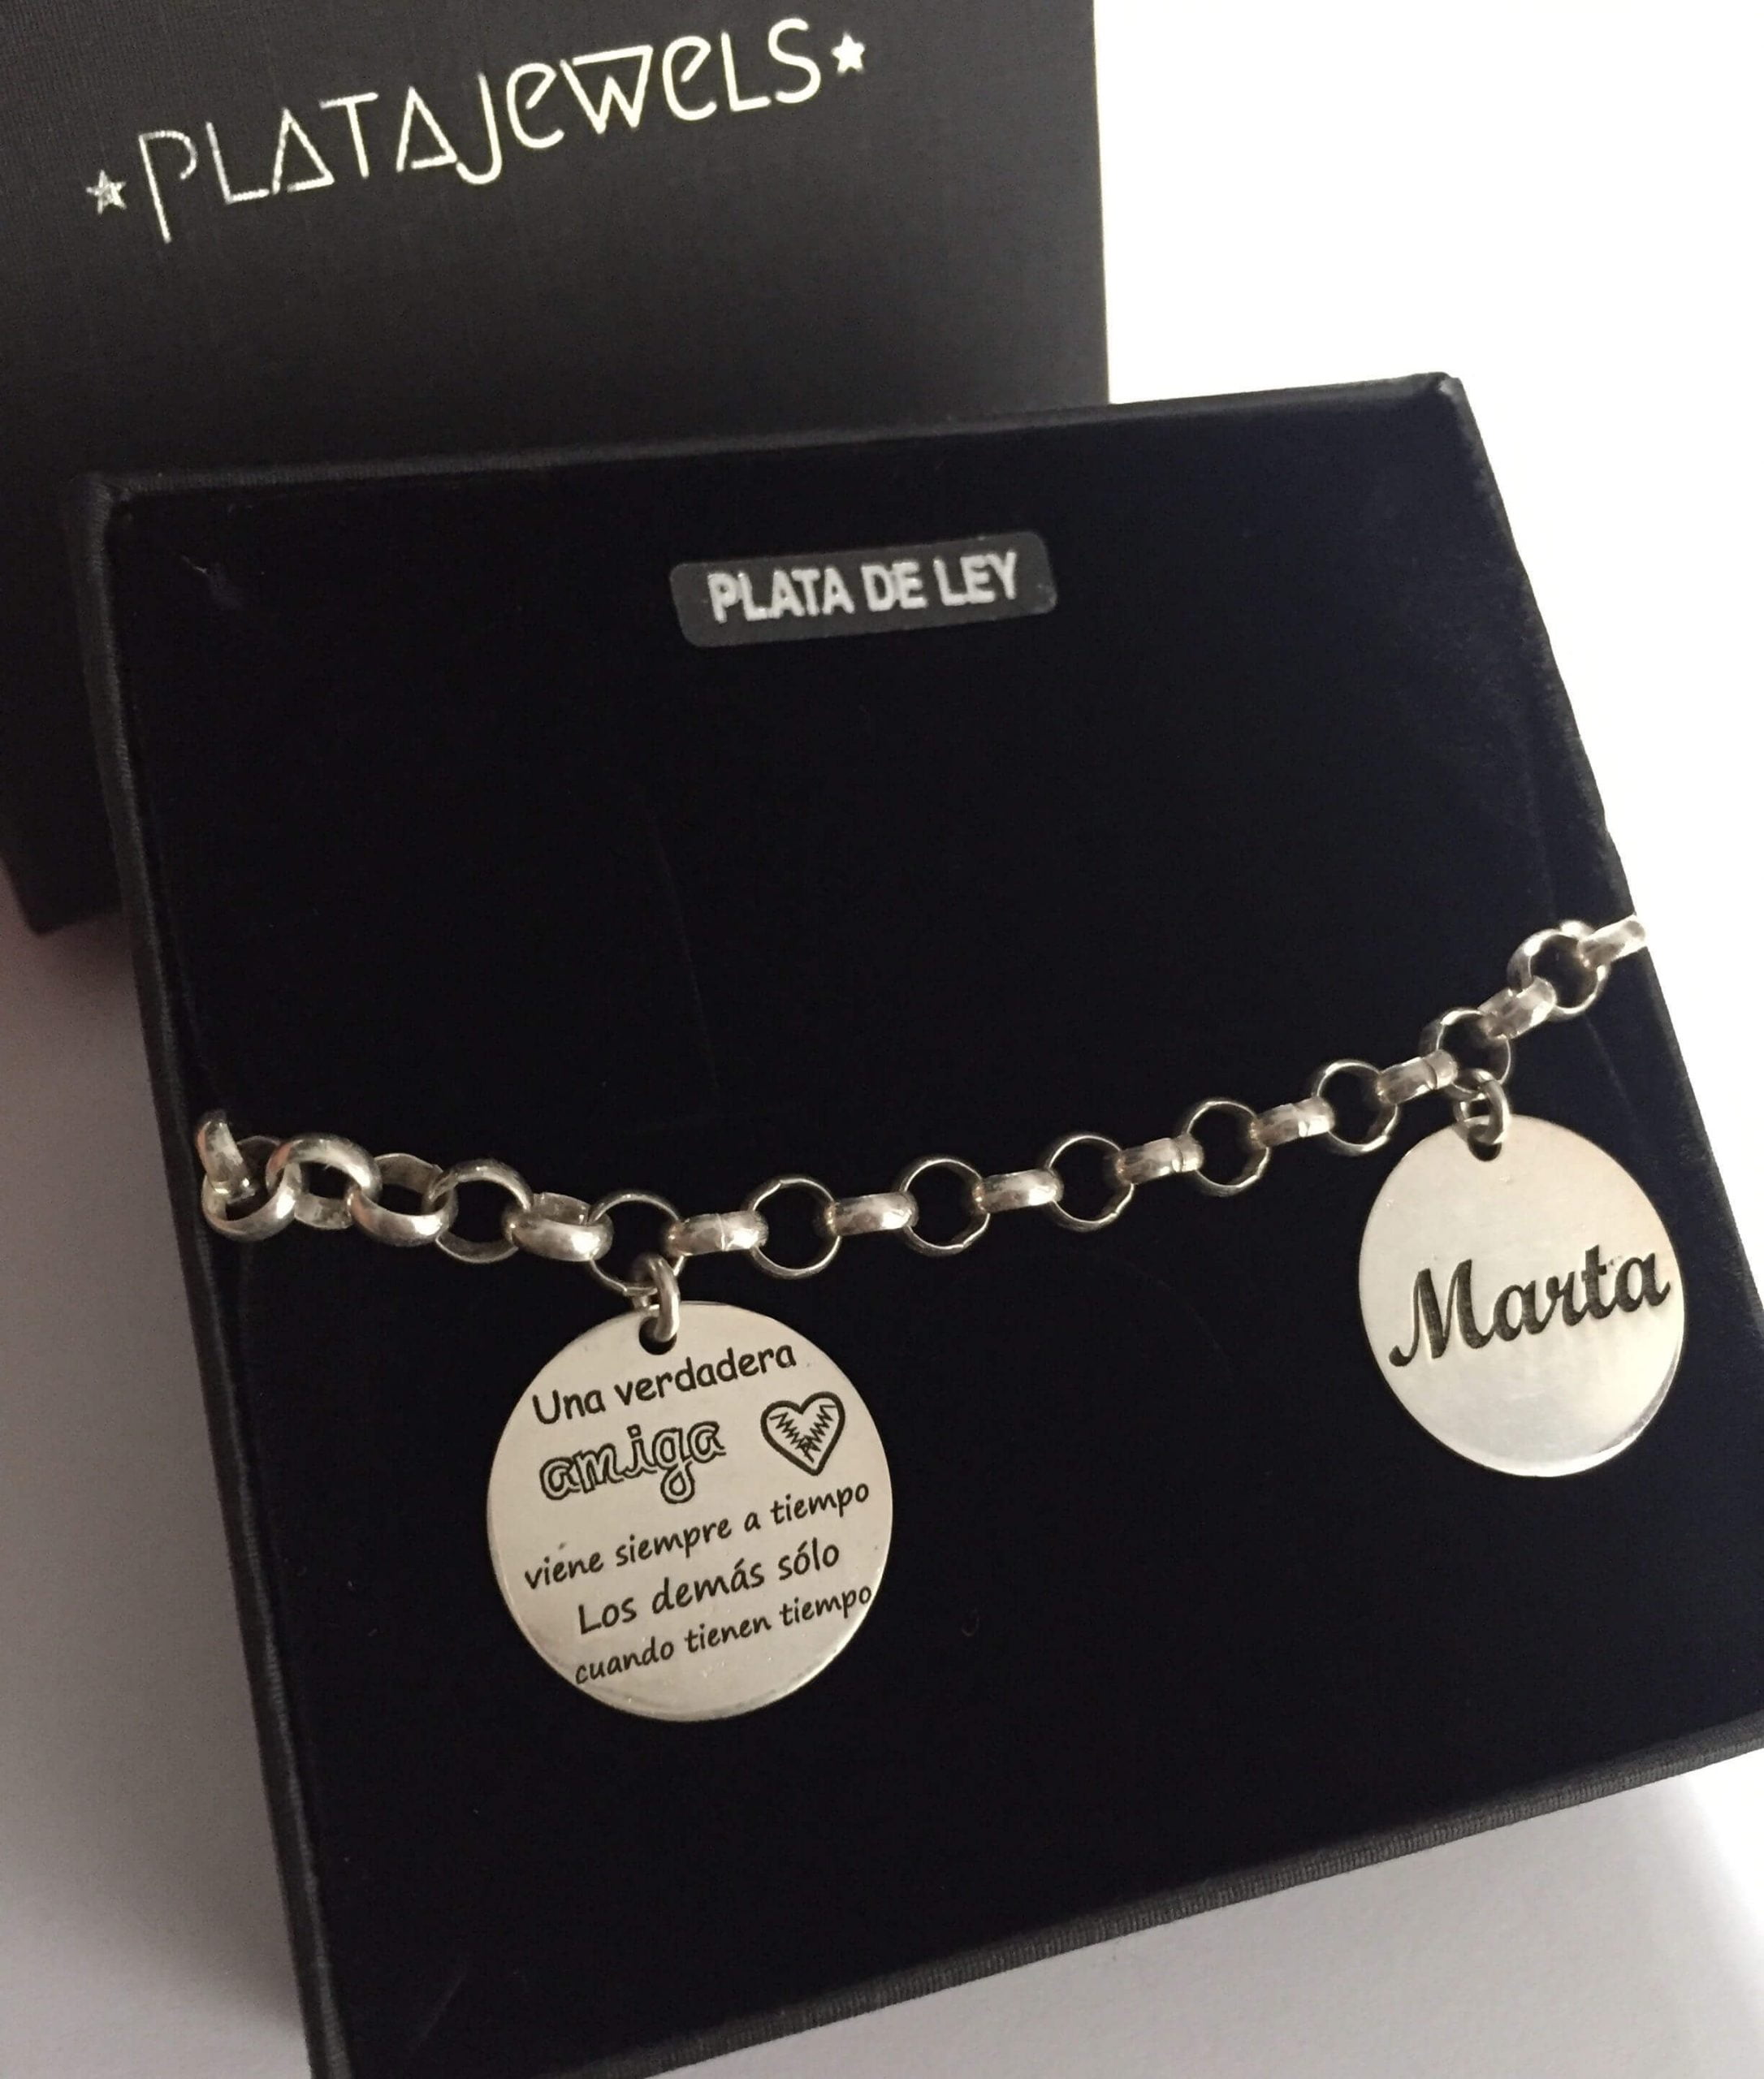 PLATAJEWELS
PLATA DE LEY
Una verdadera
amiga
viene siempre a tiempo
Los demás sólo
cuando tienen tiempo
Marta